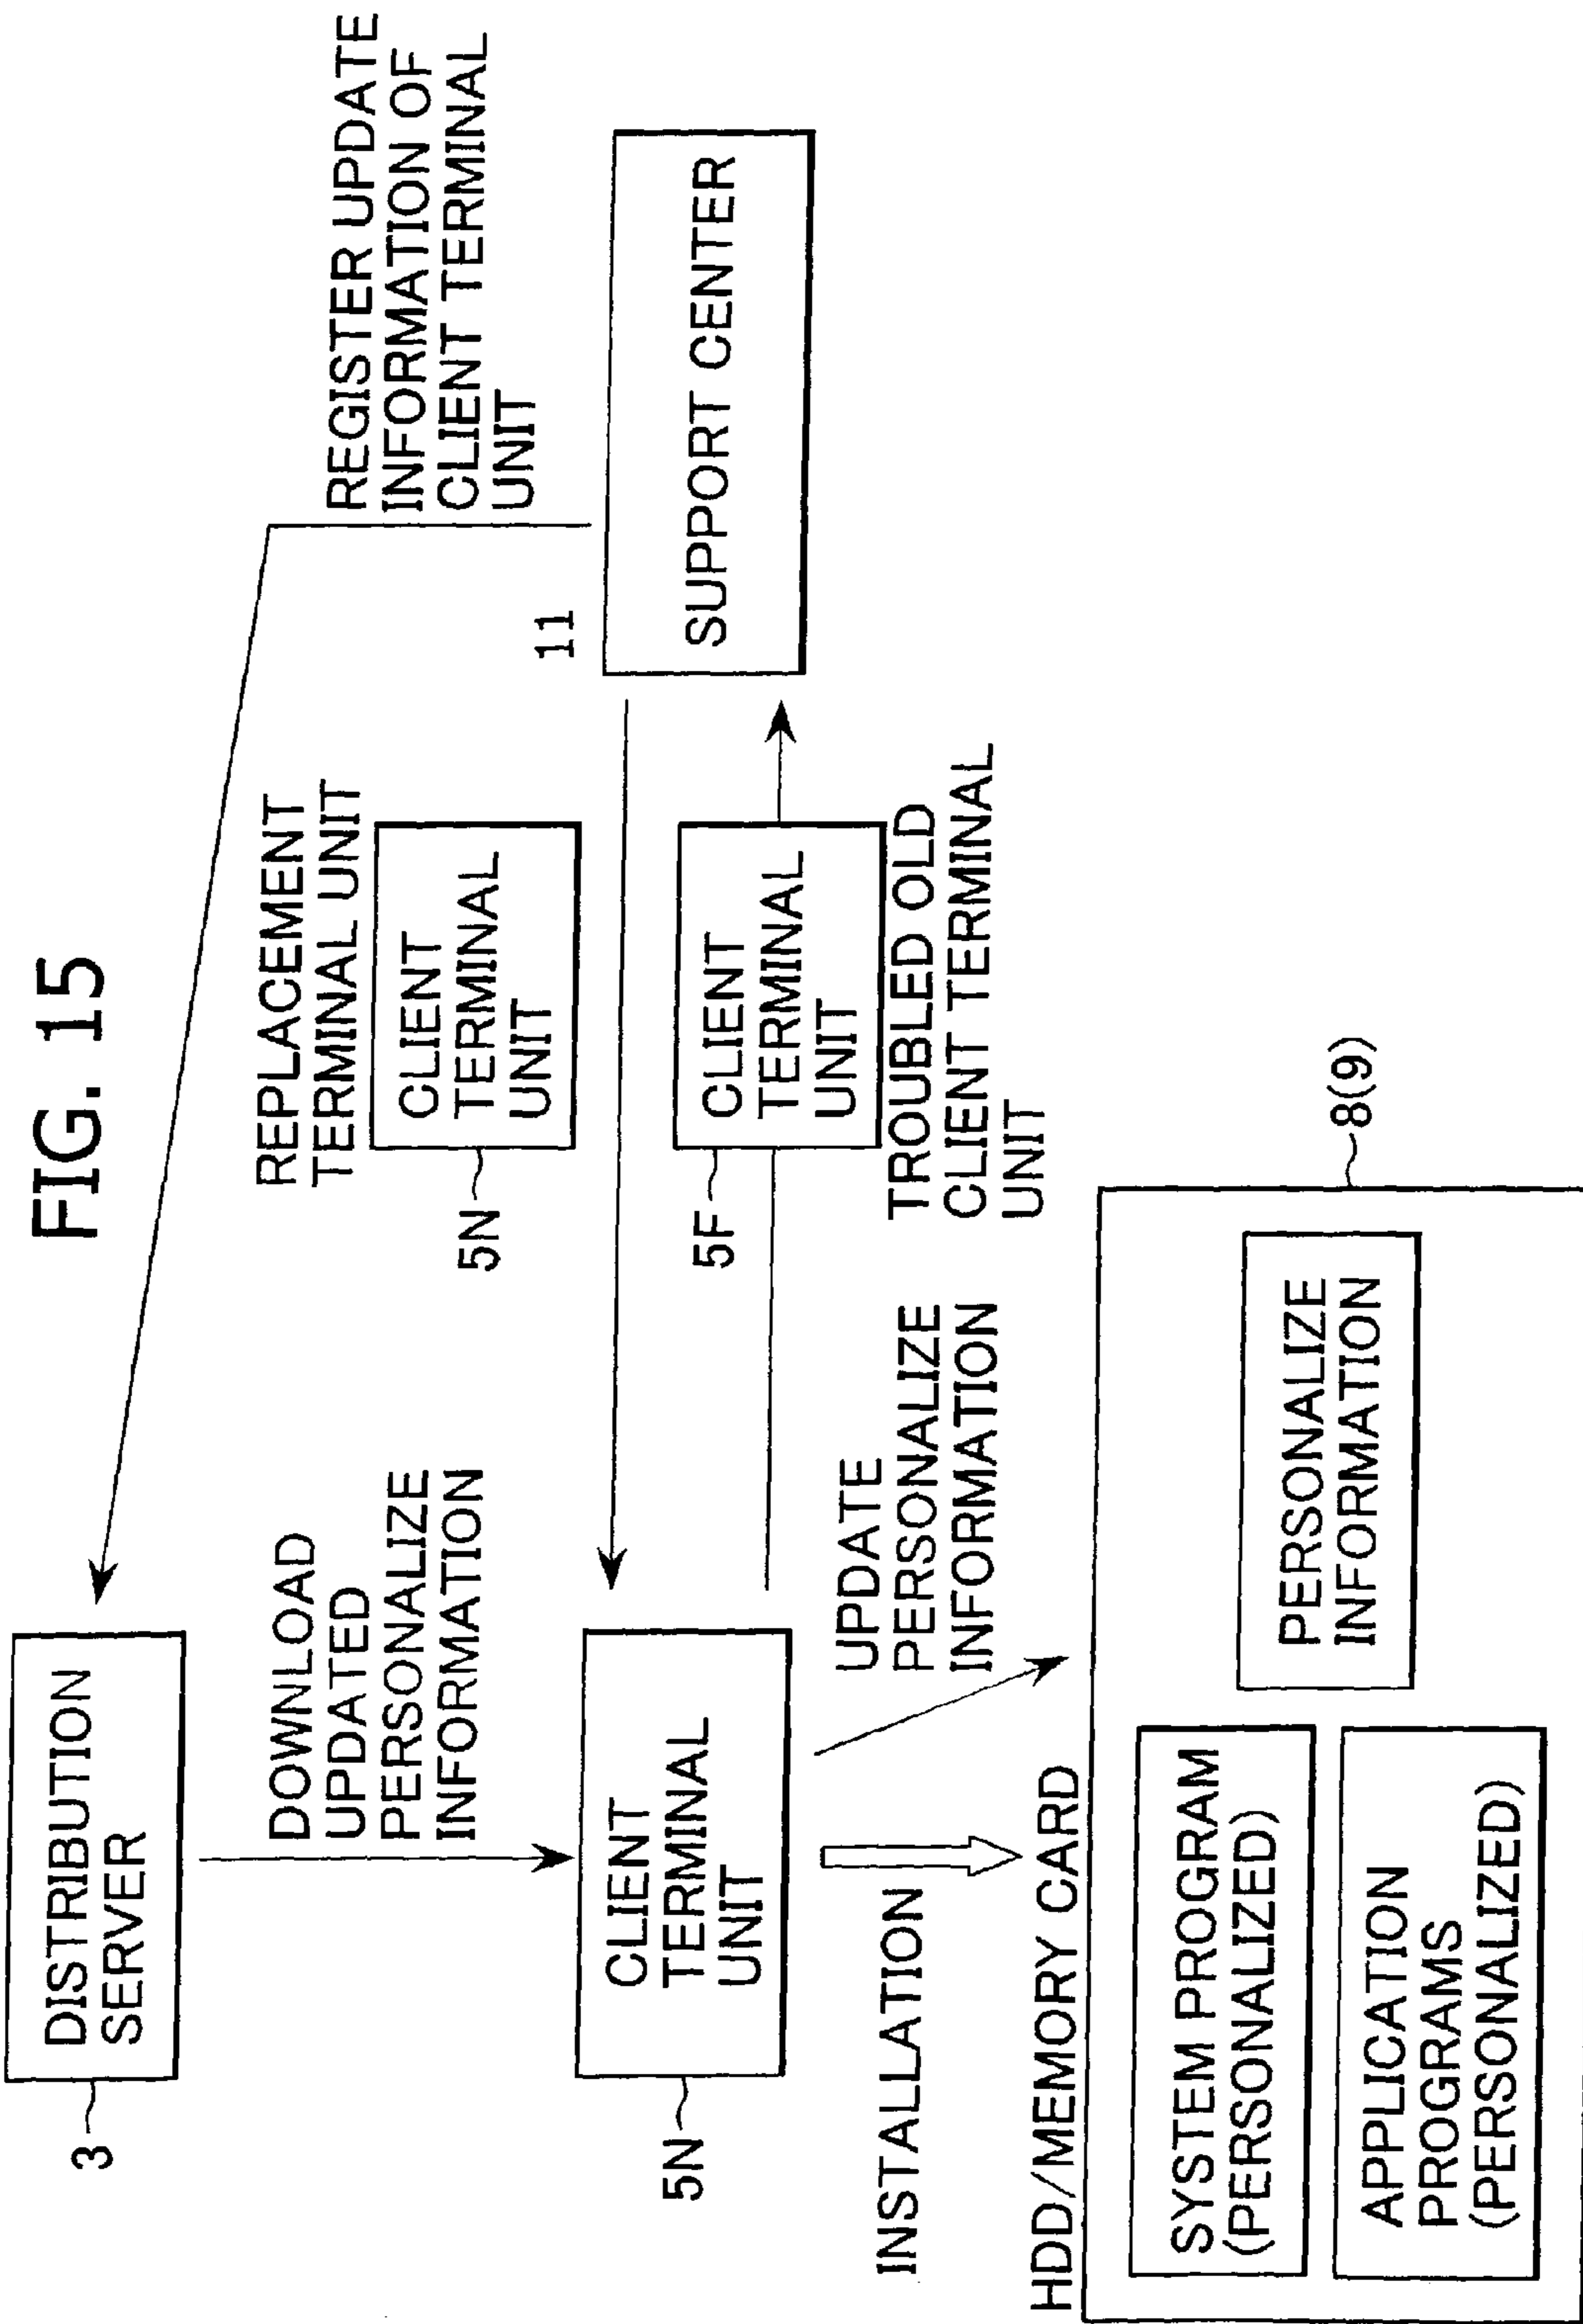 FIG. 15
DISTRIBUTION
SERVER
3
REGISTER UPDATE
INFORMATION OF
CLIENT TERMINAL
UNIT
DOWNLOAD
UPDATED
PERSONALIZE
INFORMATION
REPLACEMENT
TERMINAL UNIT
CLIENT
TERMINAL
UNIT
5N
11
SUPPORT CENTER
CLIENT
TERMINAL
UNIT
5N
CLIENT
TERMINAL
UNIT
5F
TROUBLED OLD
CLIENT TERMINAL
UNIT
INSTALLATION
UPDATE
PERSONALIZE
INFORMATION
HDD/MEMORY CARD
8(9)
SYSTEM PROGRAM
(PERSONALIZED)
PERSONALIZE
INFORMATION
APPLICATION
PROGRAMS
(PERSONALIZED)